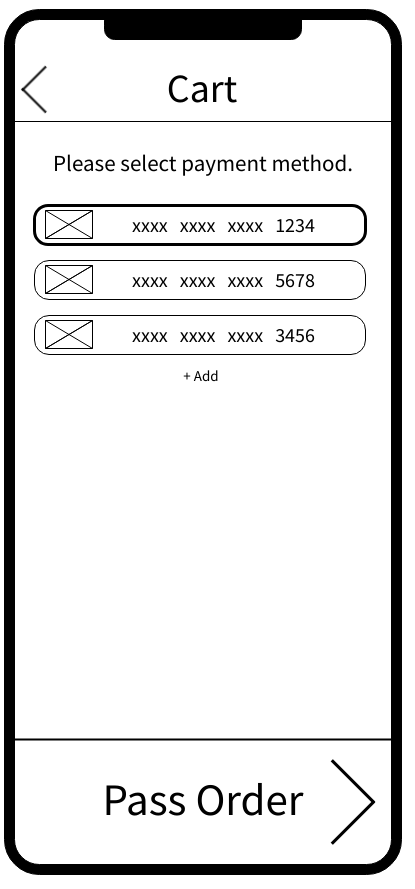 Cart
Please select payment method.
xxxx xxxx xxxx 1234
xxxx xxxx xxxx 5678
xxxx xxxx xxxx 3456
+ Add
Pass Order